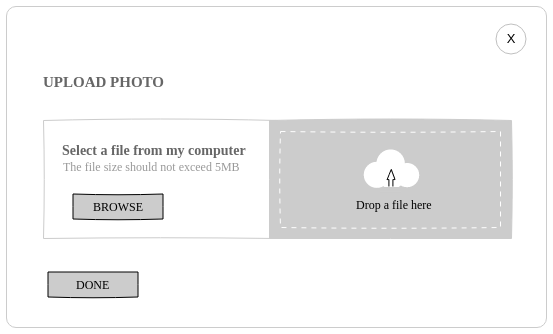 X
UPLOAD PHOTO
Select a file from my computer
The file size should not exceed 5MB
BROWSE
Drop a file here
DONE